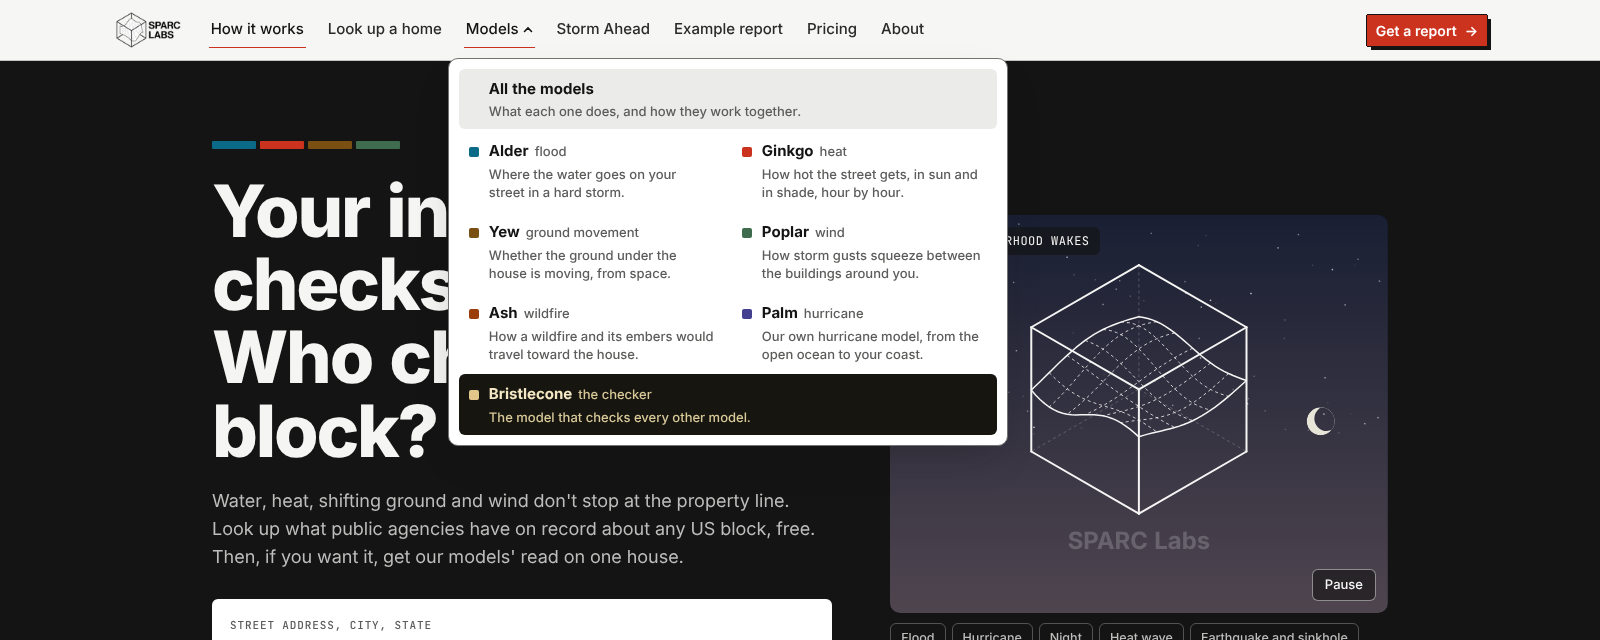 SPARC
LABS
How it works
Look up a home
Models
Storm Ahead
Example report
Pricing
About
Get a report →
All the models
What each one does, and how they work together.
Alder flood
Where the water goes on your
street in a hard storm.
Ginkgo heat
How hot the street gets, in sun and
in shade, hour by hour.
Yew ground movement
Whether the ground under the
house is moving, from space.
Poplar wind
How storm gusts squeeze between
the buildings around you.
Ash wildfire
How a wildfire and its embers would
travel toward the house.
Palm hurricane
Our own hurricane model, from the
open ocean to your coast.
Bristlecone the checker
The model that checks every other model.
Your in
checks
Who ch
block?
Water, heat, shifting ground and wind don't stop at the property line.
Look up what public agencies have on record about any US block, free.
Then, if you want it, get our models' read on one house.
STREET ADDRESS, CITY, STATE
RHOOD WAKES
SPARC Labs
Pause
Flood
Hurricane
Night
Heat wave
Earthquake and sinkhole